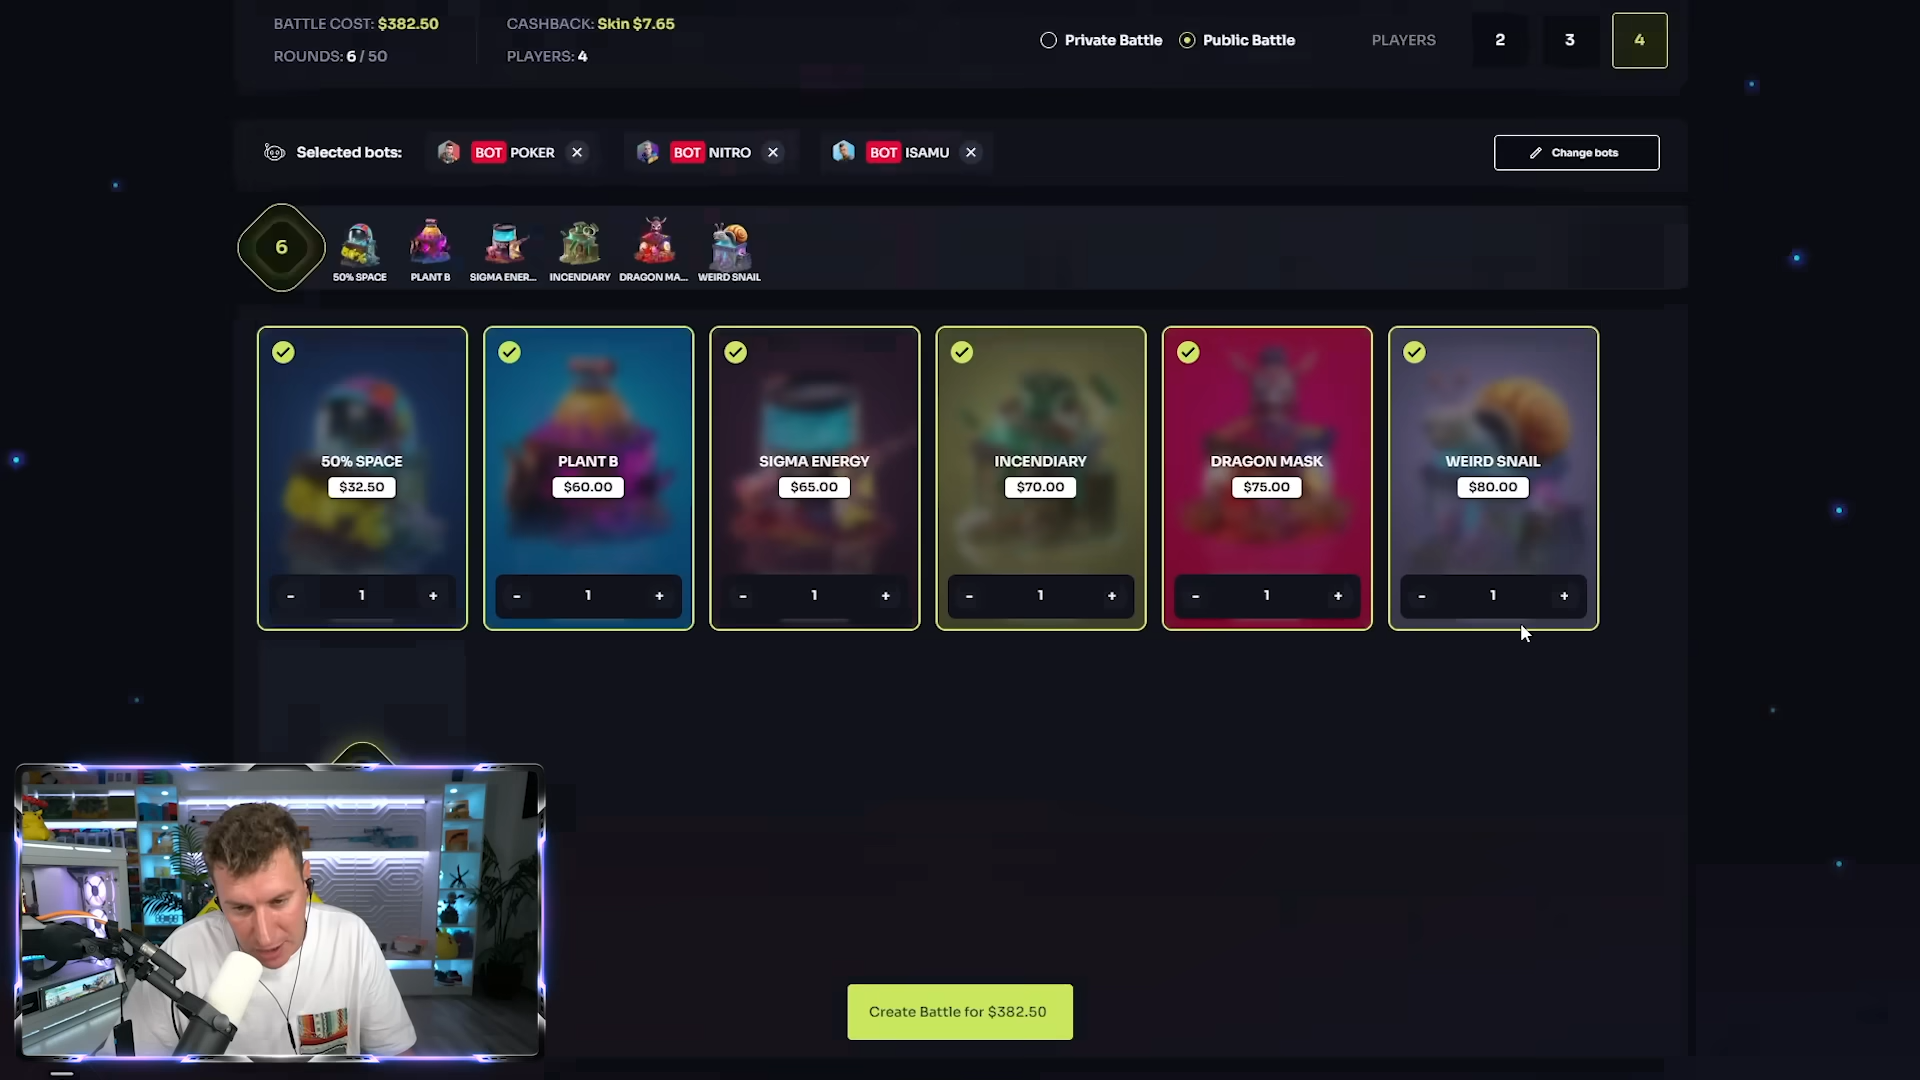 BATTLE COST: $382.50
CASHBACK: Skin $7.65
ROUNDS: 6 / 50
PLAYERS: 4
Private Battle
Public Battle
PLAYERS
2
3
4
Selected bots:
BOT POKER
BOT NITRO
BOT ISAMU
Change bots
6
50% SPACE
PLANT B
SIGMA ENER...
INCENDIARY
DRAGON MA...
WEIRD SNAIL
50% SPACE
$32.50
- 1 +
PLANT B
$60.00
- 1 +
SIGMA ENERGY
$65.00
- 1 +
INCENDIARY
$70.00
- 1 +
DRAGON MASK
$75.00
- 1 +
WEIRD SNAIL
$80.00
- 1 +
Create Battle for $382.50